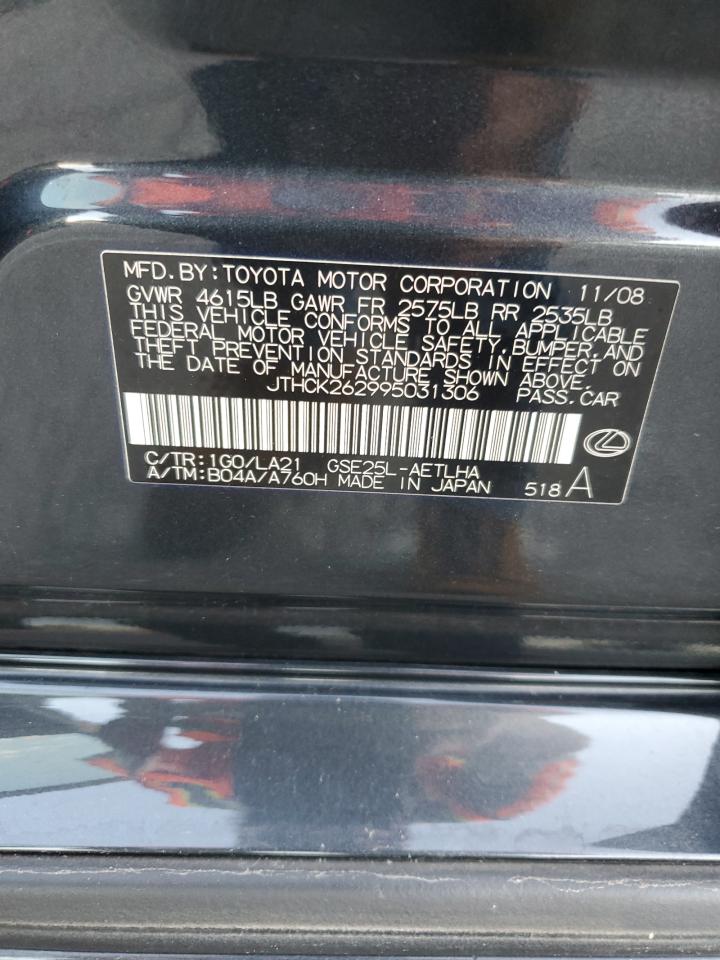 MFD.BY:TOYOTA MOTOR CORPORATION 11/08
GVWR 4615LB GAWR FR 2575LB RR 2535LB
THIS VEHICLE CONFORMS TO ALL APPLICABLE
FEDERAL MOTOR VEHICLE SAFETY,BUMPER,AND
THEFT PREVENTION STANDARDS IN EFFECT ON
THE DATE OF MANUFACTURE SHOWN ABOVE.
JTHCK262995031306 PASS.CAR
C/TR:1G0/LA21 GSE25L-AETLHA
A/TM:B04A/A760H MADE IN JAPAN 518 A